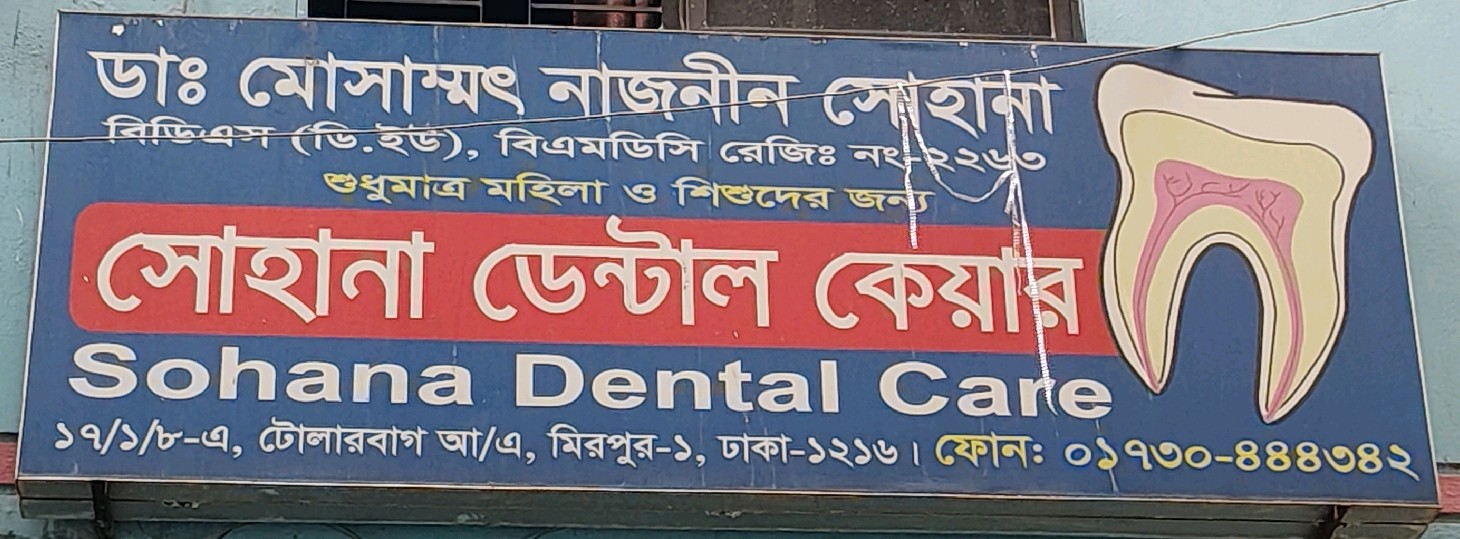 ডাঃ মোসাম্মৎ নাজনীন সোহানা
বিডিএস (ডি.ইউ), বিএমডিসি রেজিঃ নং-২২৬৩
শুধুমাত্র মহিলা ও শিশুদের জন্য
সোহানা ডেন্টাল কেয়ার
Sohana Dental Care
১৭/১/৮-এ, টোলারবাগ আ/এ, মিরপুর-১, ঢাকা-১২১৬। ফোন: ০১৭৩০-৪৪৪৩৪২